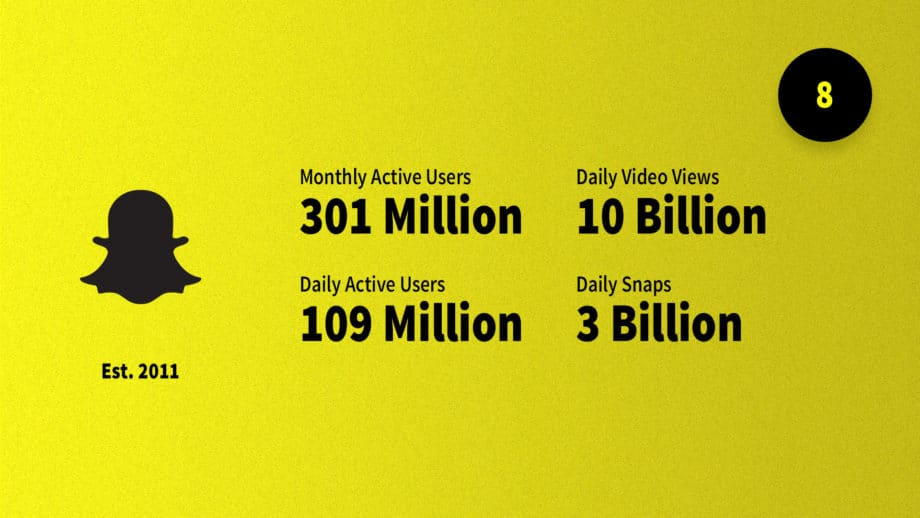 8
Monthly Active Users
301 Million
Daily Video Views
10 Billion
Daily Active Users
109 Million
Daily Snaps
3 Billion
Est. 2011